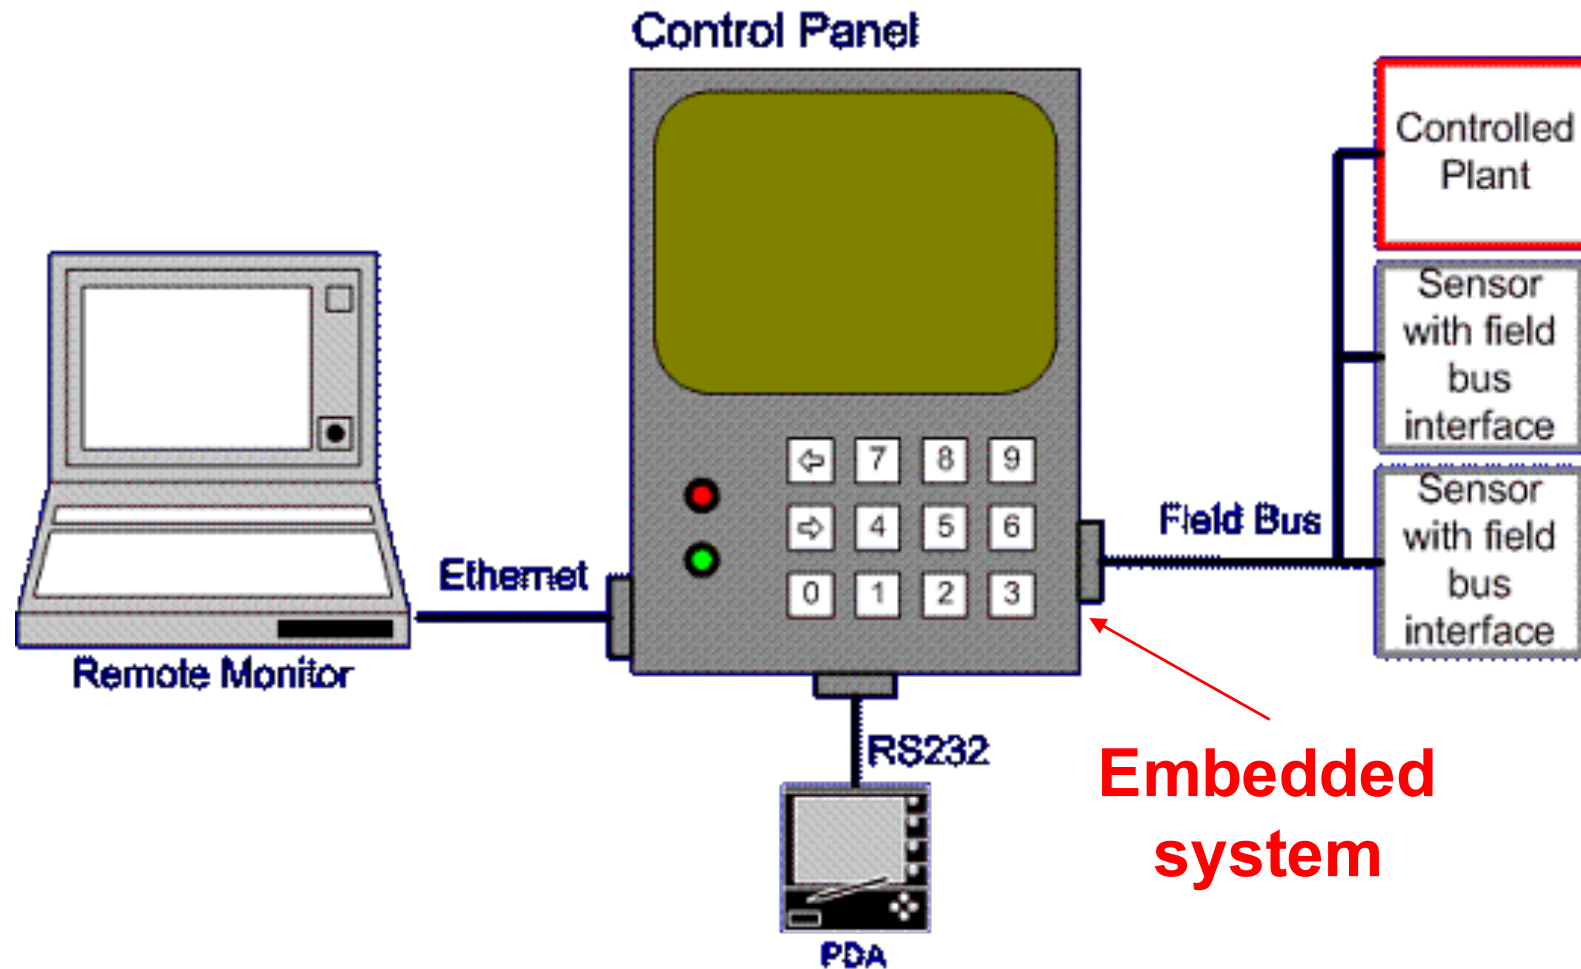 Control Panel
Controlled
Plant
Sensor
with field
bus
interface
Sensor
with field
bus
interface
7 8 9
4 5 6
0 1 2 3
Field Bus
Ethernet
Remote Monitor
RS232
Embedded
system
PDA